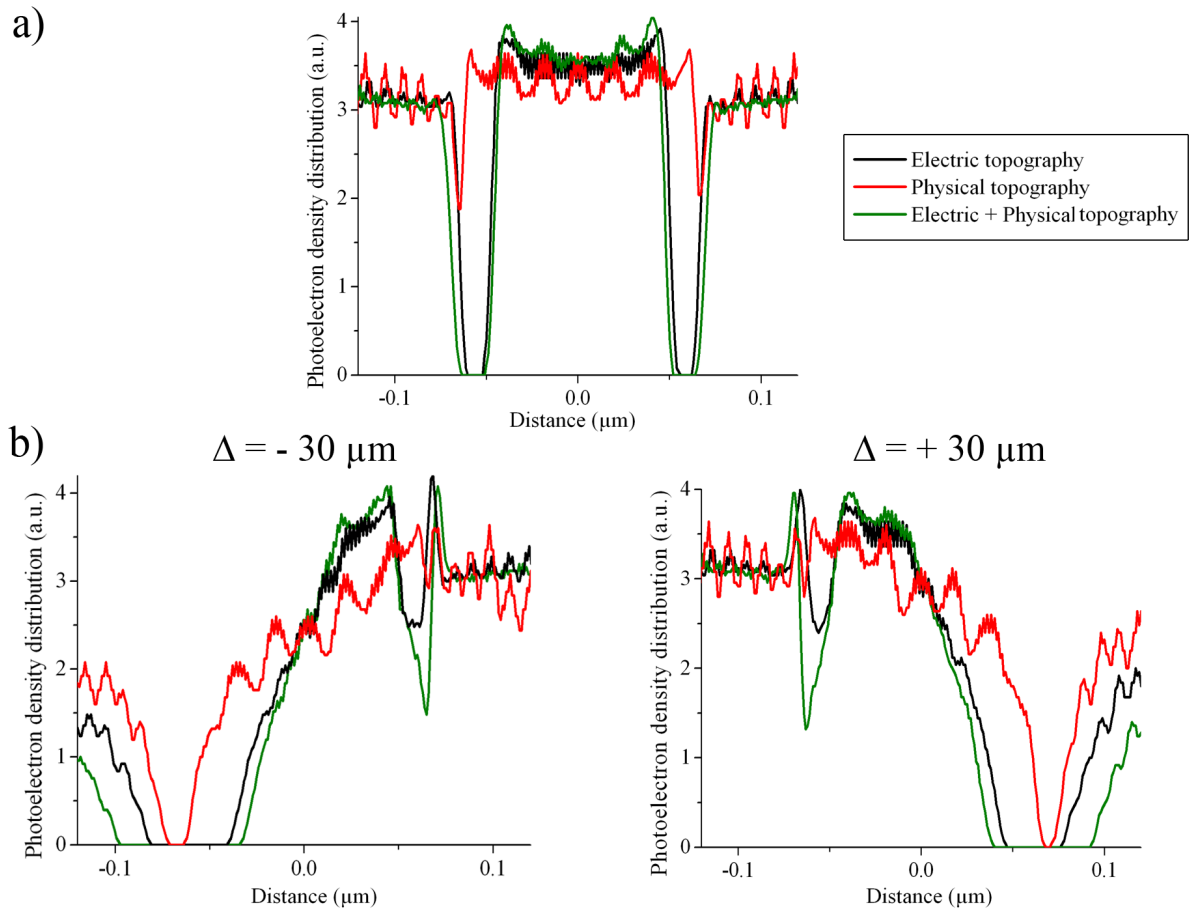 a)
Photoelectron density distribution (a.u.)
4
3
2
1
0
-0.1
0.0
0.1
Distance (µm)
Electric topography
Physical topography
Electric + Physical topography
b)
Δ = - 30 µm
Photoelectron density distribution (a.u.)
4
3
2
1
0
-0.1
0.0
0.1
Distance (µm)
Δ = + 30 µm
Photoelectron density distribution (a.u.)
4
3
2
1
0
-0.1
0.0
0.1
Distance (µm)